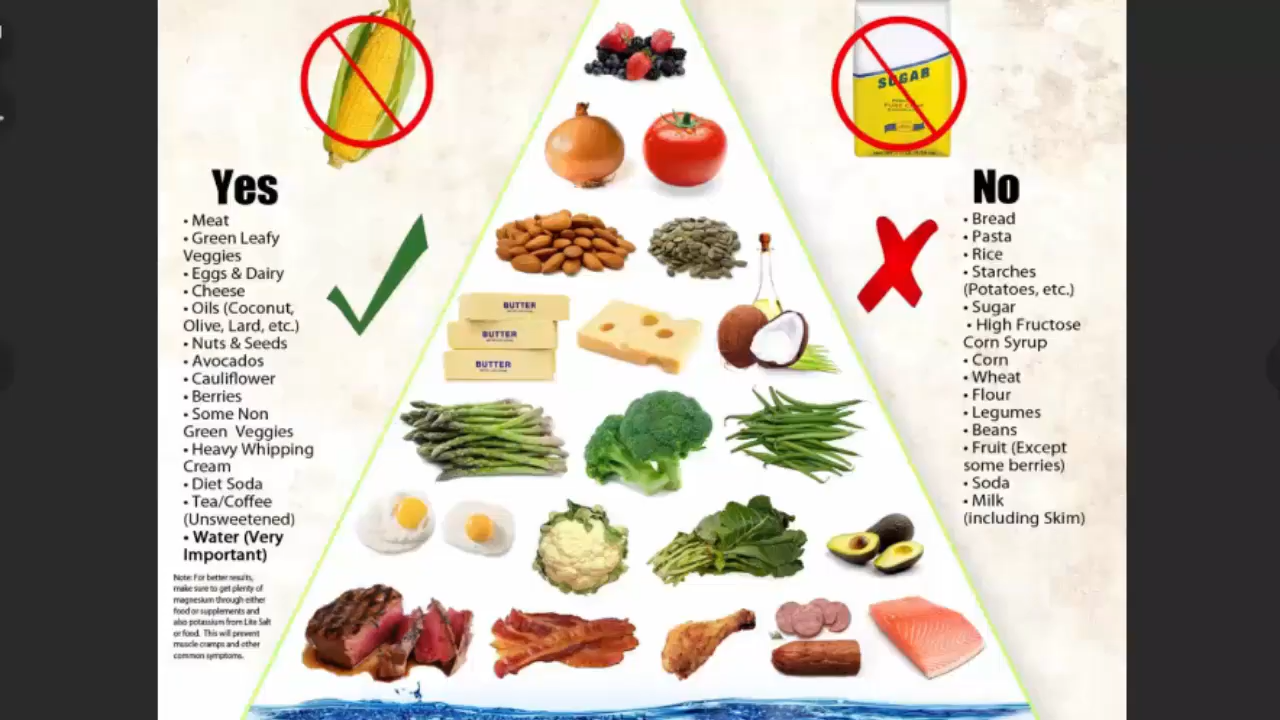 SUGAR
Yes
• Meat
• Green Leafy
Veggies
• Eggs & Dairy
• Cheese
• Oils (Coconut,
Olive, Lard, etc.)
• Nuts & Seeds
• Avocados
• Cauliflower
• Berries
• Some Non
Green Veggies
• Heavy Whipping
Cream
• Diet Soda
• Tea/Coffee
(Unsweetened)
• Water (Very
Important)
Note: For better results,
make sure to get plenty of
magnesium through either
food or supplements and
also potassium from Lite Salt
or food. This will prevent
muscle cramps and other
common symptoms.
BUTTER
BUTTER
BUTTER
No
• Bread
• Pasta
• Rice
• Starches
(Potatoes, etc.)
• Sugar
• High Fructose
Corn Syrup
• Corn
• Wheat
• Flour
• Legumes
• Beans
• Fruit (Except
some berries)
• Soda
• Milk
(including Skim)